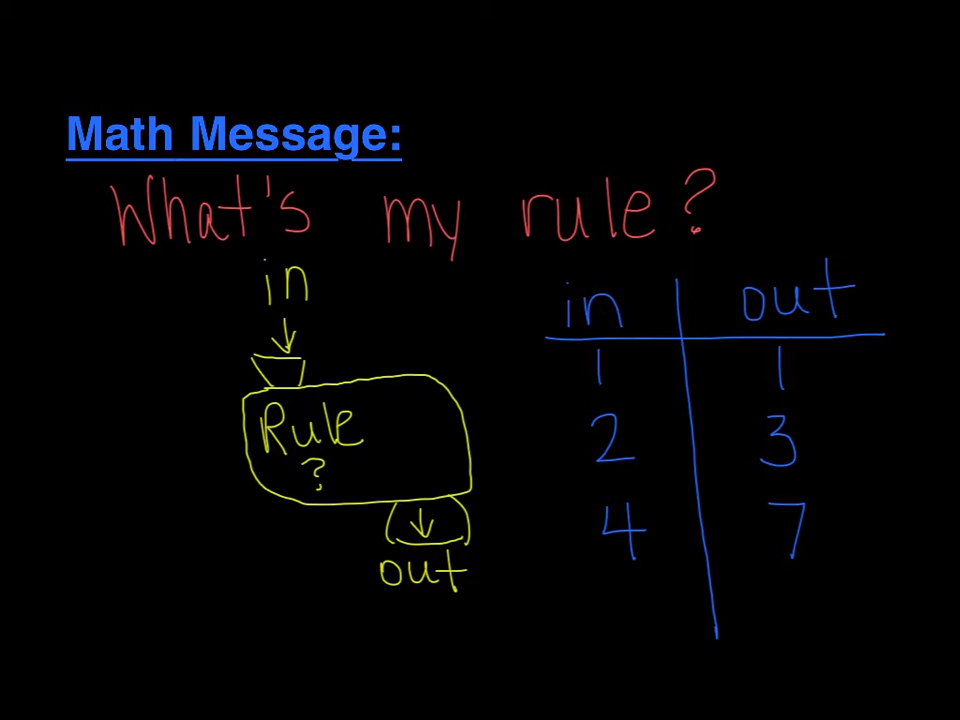 Math Message:
What's my rule?
in
Rule
?
out
in out
1 1
2 3
4 7